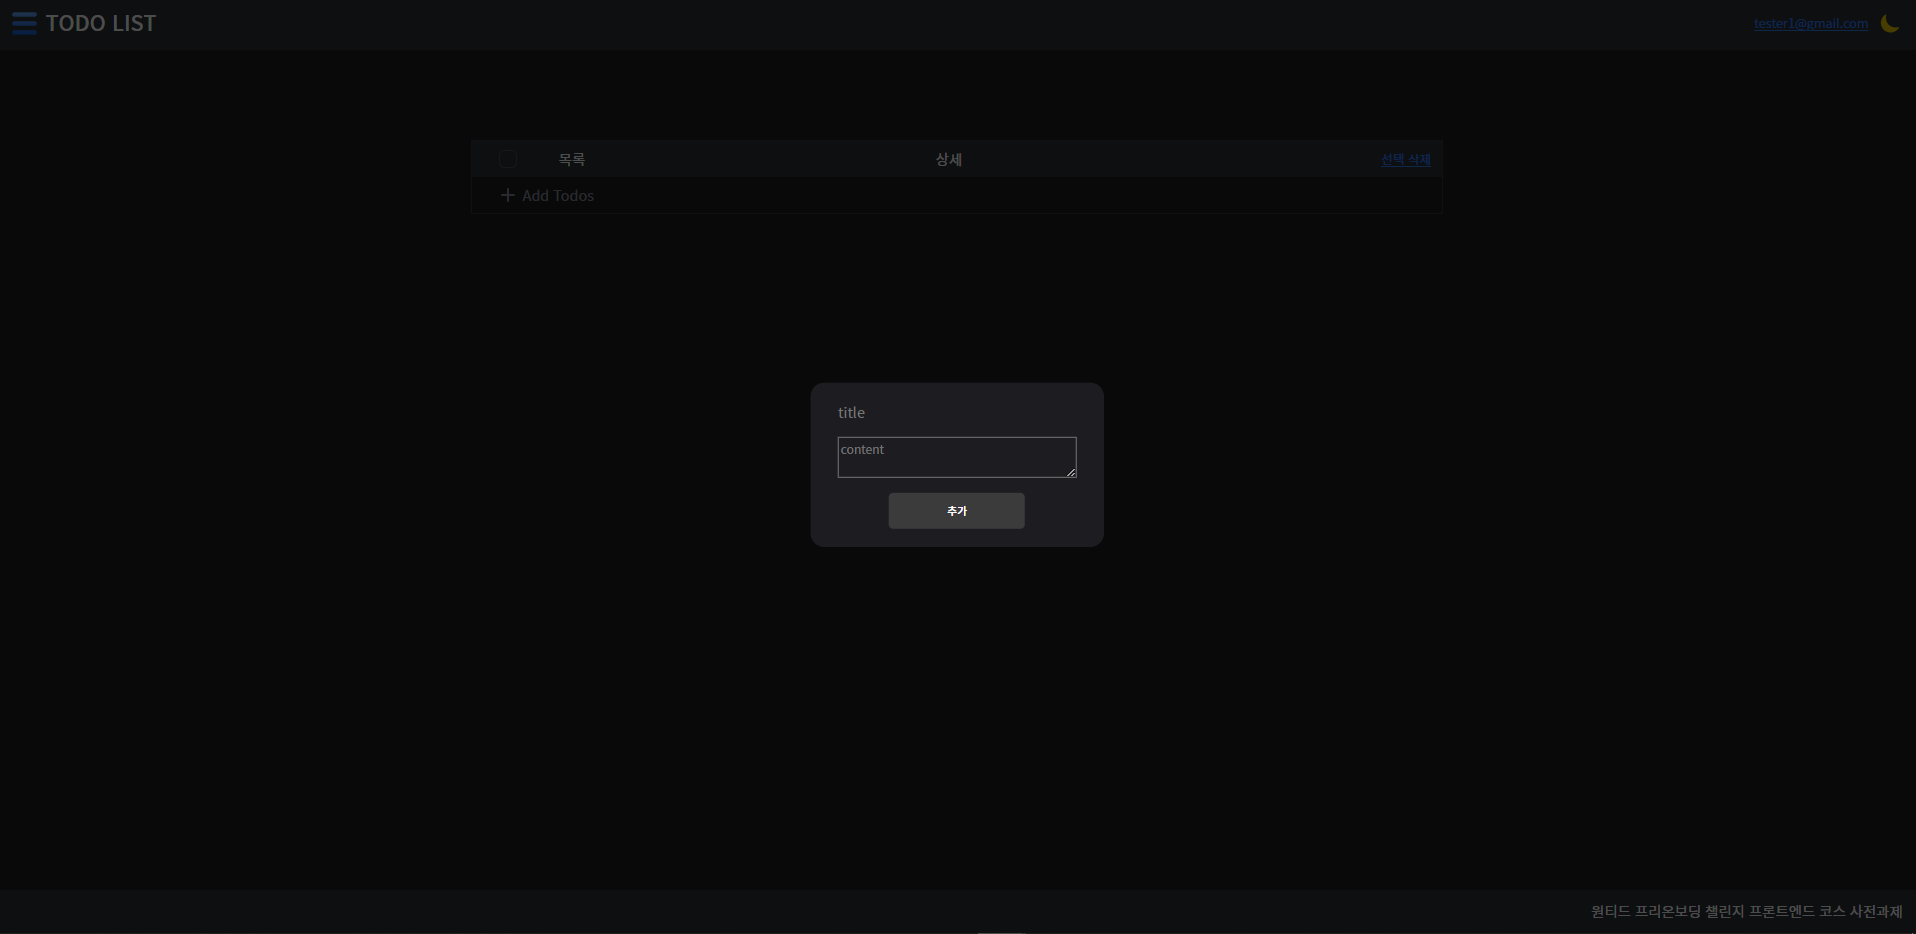 TODO LIST
tester1@gmail.com
목록 상세 선택 삭제
Add Todos
title
content
추가
원티드 프리온보딩 챌린지 프론트엔드 코스 사전과제